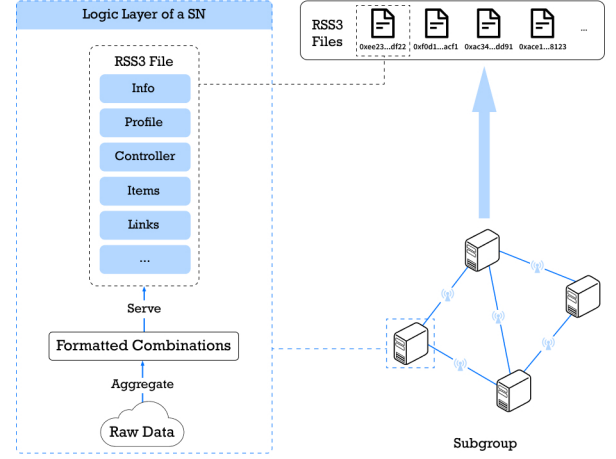 Logic Layer of a SN
RSS3 File
Info
Profile
Controller
Items
Links
...
Serve
Formatted Combinations
Aggregate
Raw Data
RSS3
Files
0xee23...df22
0xf0d1...acf1
0xac34...dd91
0xace1...8123
...
Subgroup